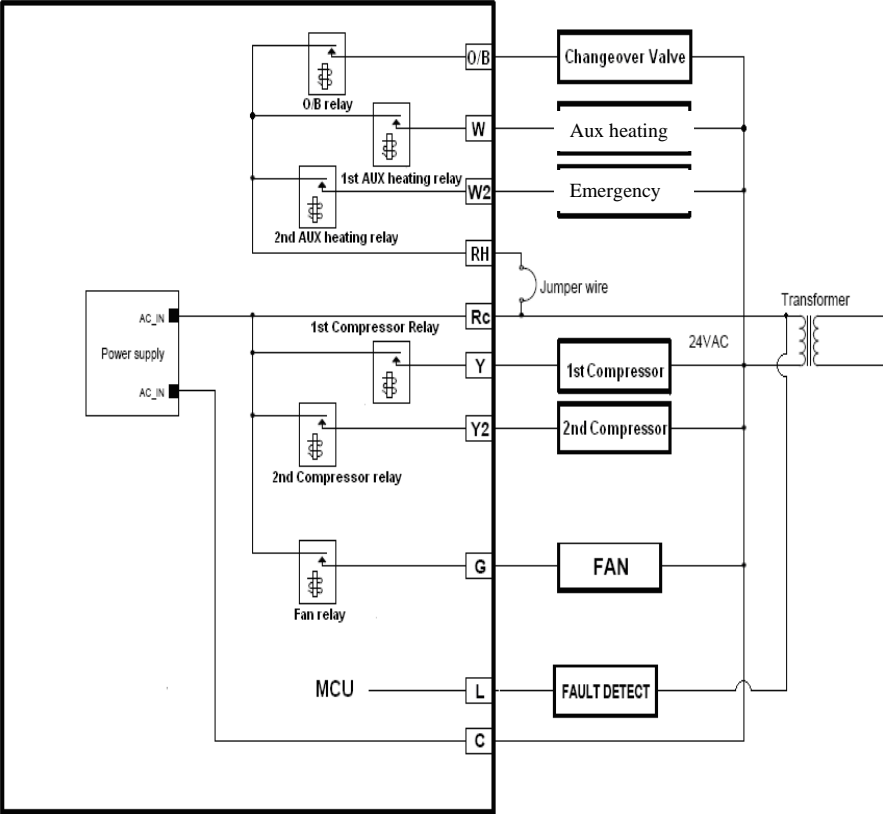 O/B
Changeover Valve
O/B relay
W
Aux heating
1st AUX heating relay
W2
Emergency
2nd AUX heating relay
RH
Jumper wire
Transformer
AC_IN
Rc
1st Compressor Relay
24VAC
Power supply
Y
1st Compressor
AC_IN
Y2
2nd Compressor
2nd Compressor relay
G
FAN
Fan relay
MCU
L
FAULT DETECT
C